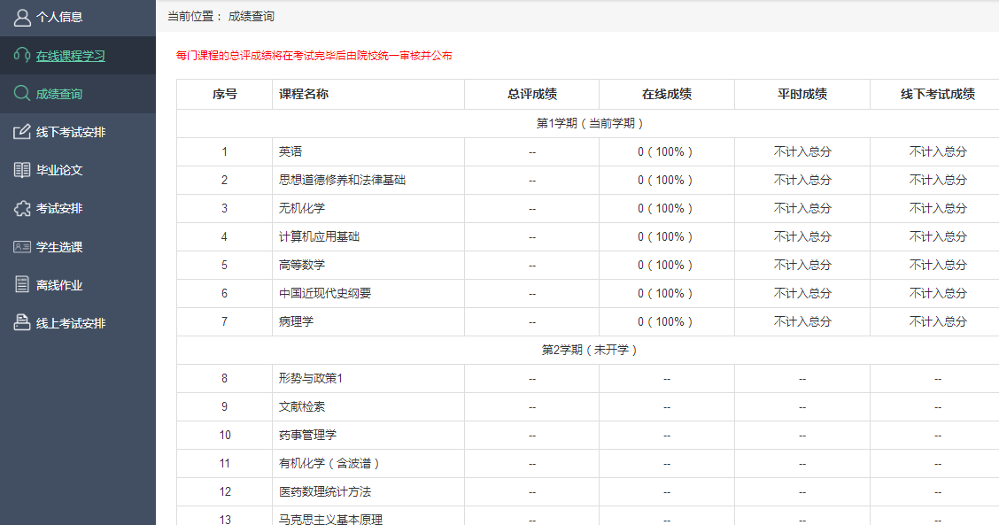 个人信息
在线课程学习
成绩查询
线下考试安排
毕业论文
考试安排
学生选课
离线作业
线上考试安排
当前位置： 成绩查询
每门课程的总评成绩将在考试完毕后由院校统一审核并公布
序号 课程名称 总评成绩 在线成绩 平时成绩 线下考试成绩
第1学期（当前学期）
1 英语 -- 0（100%） 不计入总分 不计入总分
2 思想道德修养和法律基础 -- 0（100%） 不计入总分 不计入总分
3 无机化学 -- 0（100%） 不计入总分 不计入总分
4 计算机应用基础 -- 0（100%） 不计入总分 不计入总分
5 高等数学 -- 0（100%） 不计入总分 不计入总分
6 中国近现代史纲要 -- 0（100%） 不计入总分 不计入总分
7 病理学 -- 0（100%） 不计入总分 不计入总分
第2学期（未开学）
8 形势与政策1 -- -- -- --
9 文献检索 -- -- -- --
10 药事管理学 -- -- -- --
11 有机化学（含波谱） -- -- -- --
12 医药数理统计方法 -- -- -- --
13 马克思主义基本原理 -- -- -- --